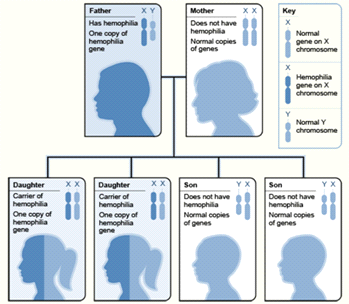 Father
X Y
Has hemophilia
One copy of
hemophilia
gene
Mother
X X
Does not have
hemophilia
Normal copies
of genes
Key
X
Normal
gene on X
chromosome
X
Hemophilia
gene on X
chromosome
Y
Normal Y
chromosome
Daughter
X X
Carrier of
hemophilia
One copy of
hemophilia
gene
Daughter
X X
Carrier of
hemophilia
One copy of
hemophilia
gene
Son
Y X
Does not have
hemophilia
Normal copies
of genes
Son
Y X
Does not have
hemophilia
Normal copies
of genes